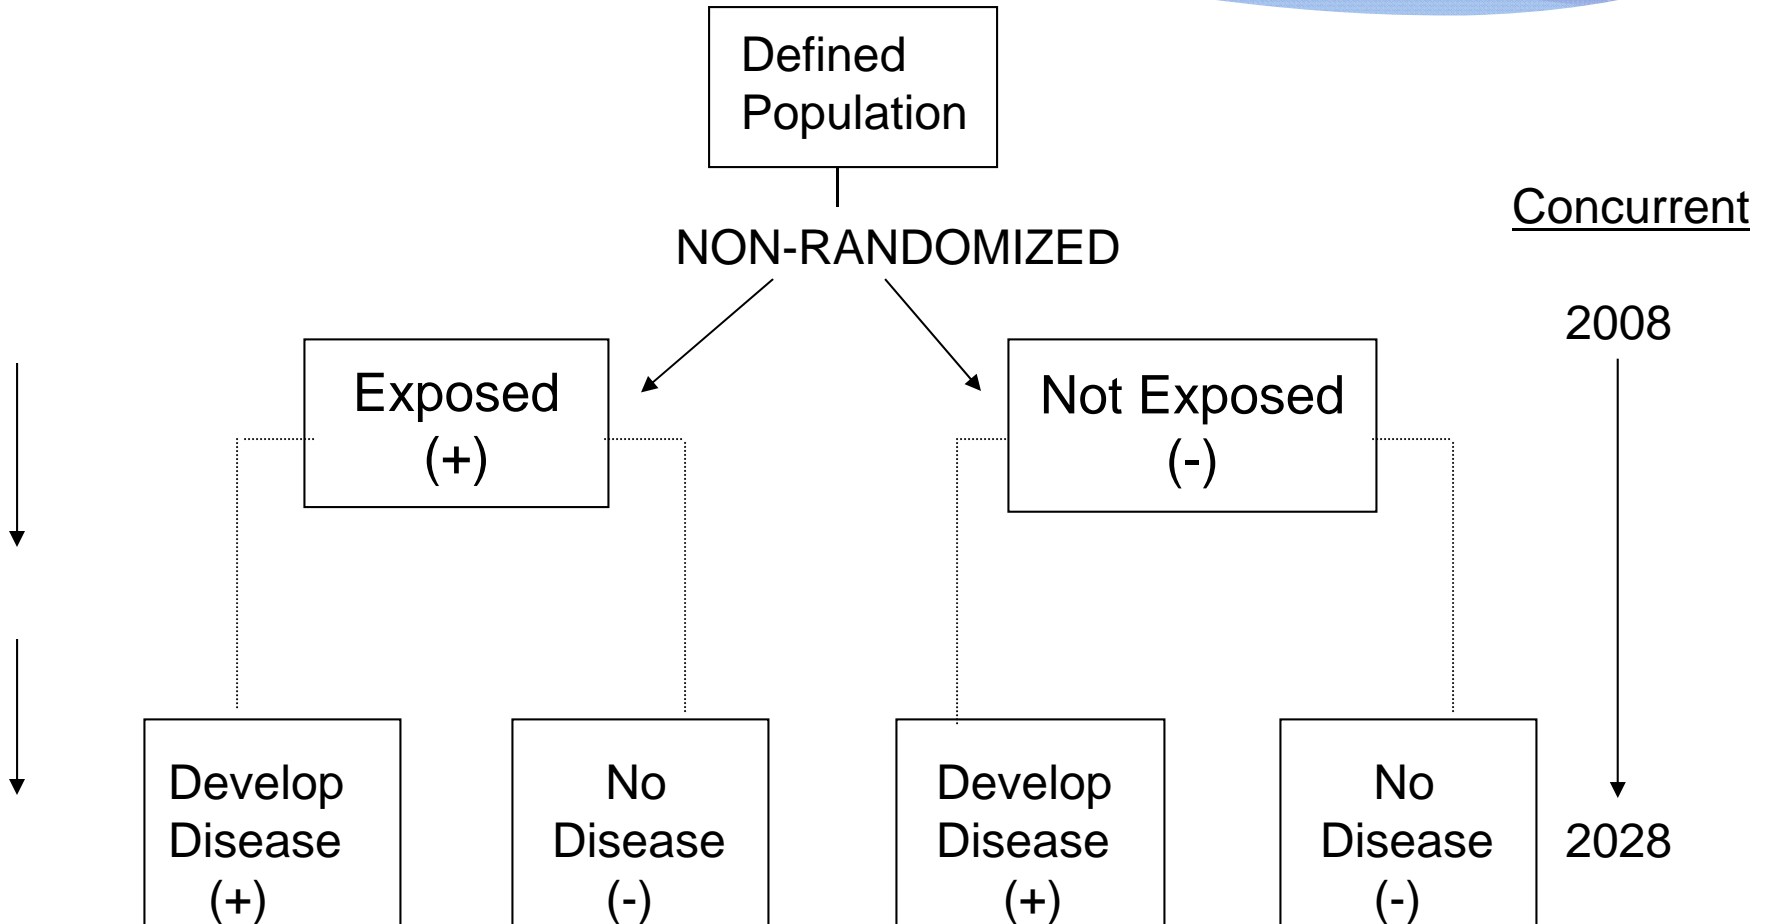 Defined
Population
Concurrent
NON-RANDOMIZED
2008
Exposed
(+)
Not Exposed
(-)
Develop
Disease
(+)
No
Disease
(-)
Develop
Disease
(+)
No
Disease
(-)
2028